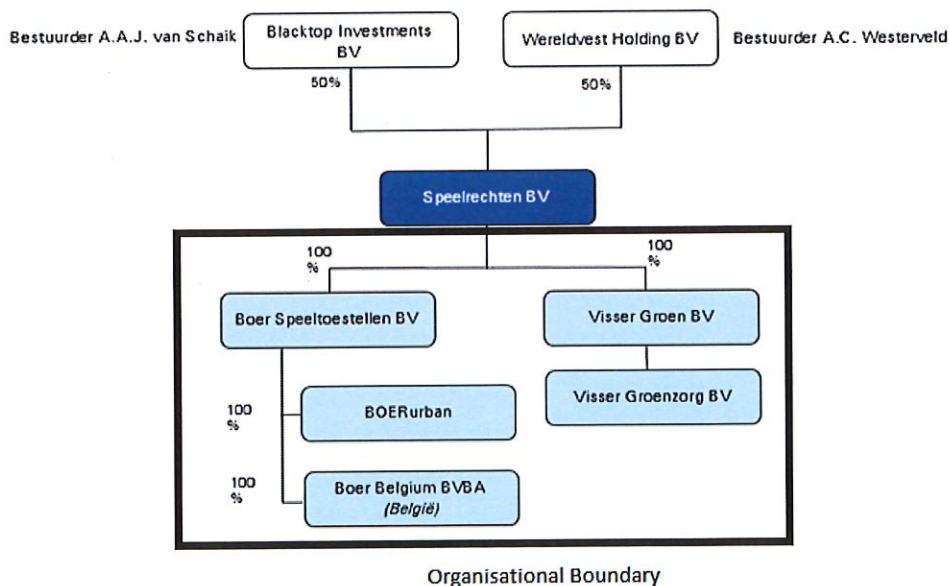 Bestuurder A.A.J. van Schaik
Blacktop Investments
BV
Wereldvest Holding BV
Bestuurder A.C. Westerveld
50%
50%
Speelrechten BV
100
%
100
%
Boer Speeltoestellen BV
Visser Groen BV
Visser Groenzorg BV
100
%
BOERurban
100
%
Boer Belgium BVBA
(België)
Organisational Boundary